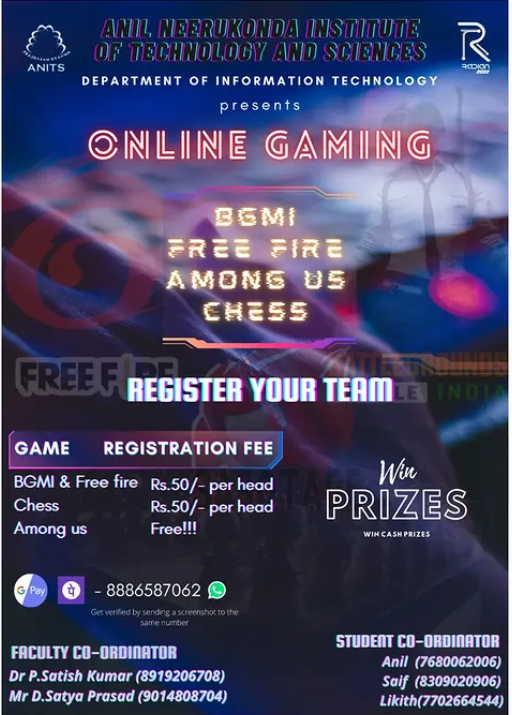 ANIL NEERUKONDA INSTITUTE
OF TECHNOLOGY AND SCIENCES
ANITS
DEPARTMENT OF INFORMATION TECHNOLOGY
presents
ONLINE GAMING
BGMI
FREE FIRE
AMONG US
CHESS
FREE FIRE
BATTLEGROUNDS
INDIA
REGISTER YOUR TEAM
GAME REGISTRATION FEE
BGMI & Free fire Rs.50/- per head
Chess Rs.50/- per head
Among us Free!!!
Win
PRIZES
WIN CASH PRIZES
G Pay पे - 8886587062
Get verified by sending a screenshot to the
same number
FACULTY CO-ORDINATOR
Dr P.Satish Kumar (8919206708)
Mr D.Satya Prasad (9014808704)
STUDENT CO-ORDINATOR
Anil (7680062006)
Saif (8309020906)
Likith(7702664544)